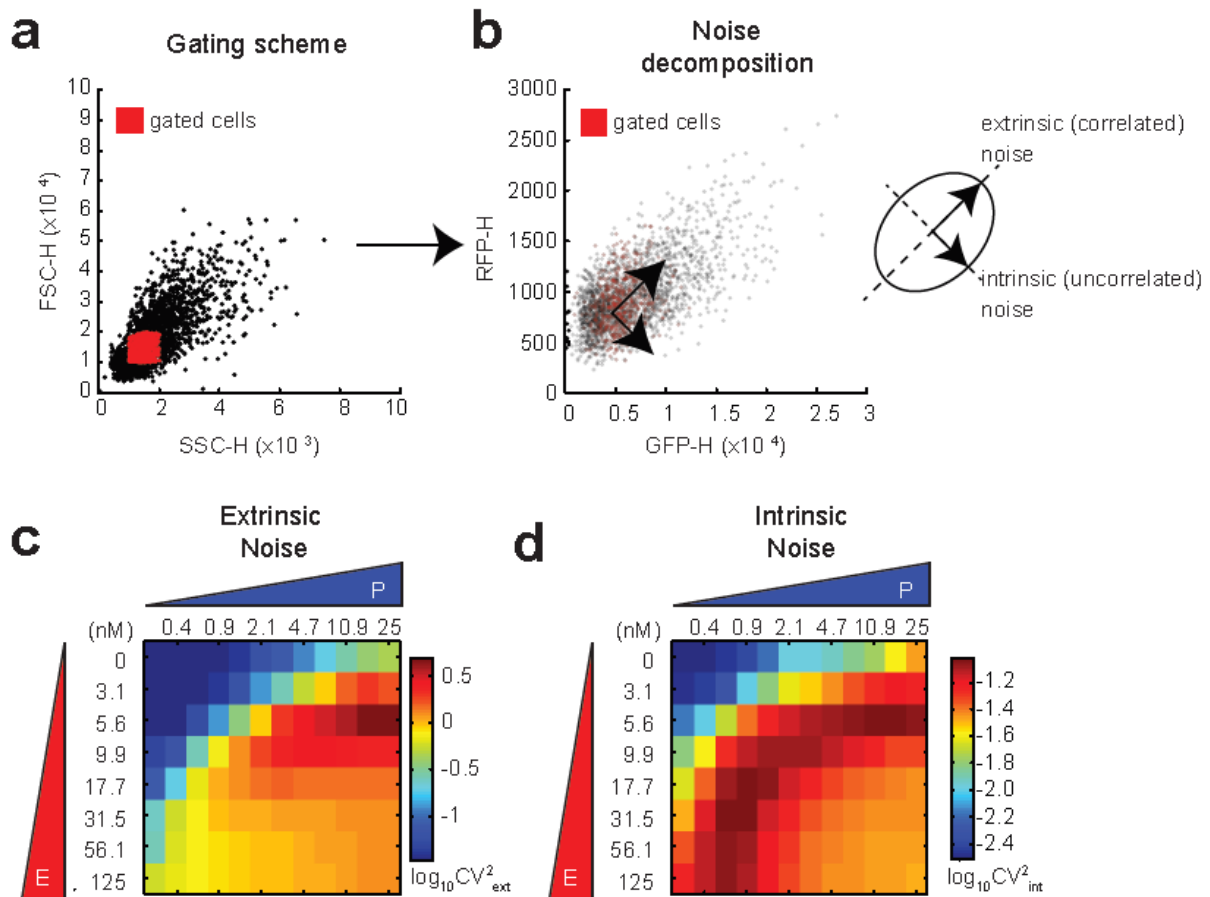 a
Gating scheme
10
9
8
7
6
5
4
3
2
1
0
FSC-H (x10 4)
gated cells
0 2 4 6 8 10
SSC-H (x10 3)
b
Noise
decomposition
3000
2500
2000
1500
1000
500
0
RFP-H
gated cells
0 0.5 1 1.5 2 2.5 3
GFP-H (x10 4)
extrinsic (correlated)
noise
intrinsic (uncorrelated)
noise
c
Extrinsic
Noise
P
(nM) 0.4 0.9 2.1 4.7 10.9 25
0
3.1
5.6
9.9
17.7
31.5
56.1
125
E
0.5
0
-0.5
-1
log10CV2ext
d
Intrinsic
Noise
P
(nM) 0.4 0.9 2.1 4.7 10.9 25
0
3.1
5.6
9.9
17.7
31.5
56.1
125
E
-1.2
-1.4
-1.6
-1.8
-2.0
-2.2
-2.4
log10CV2int